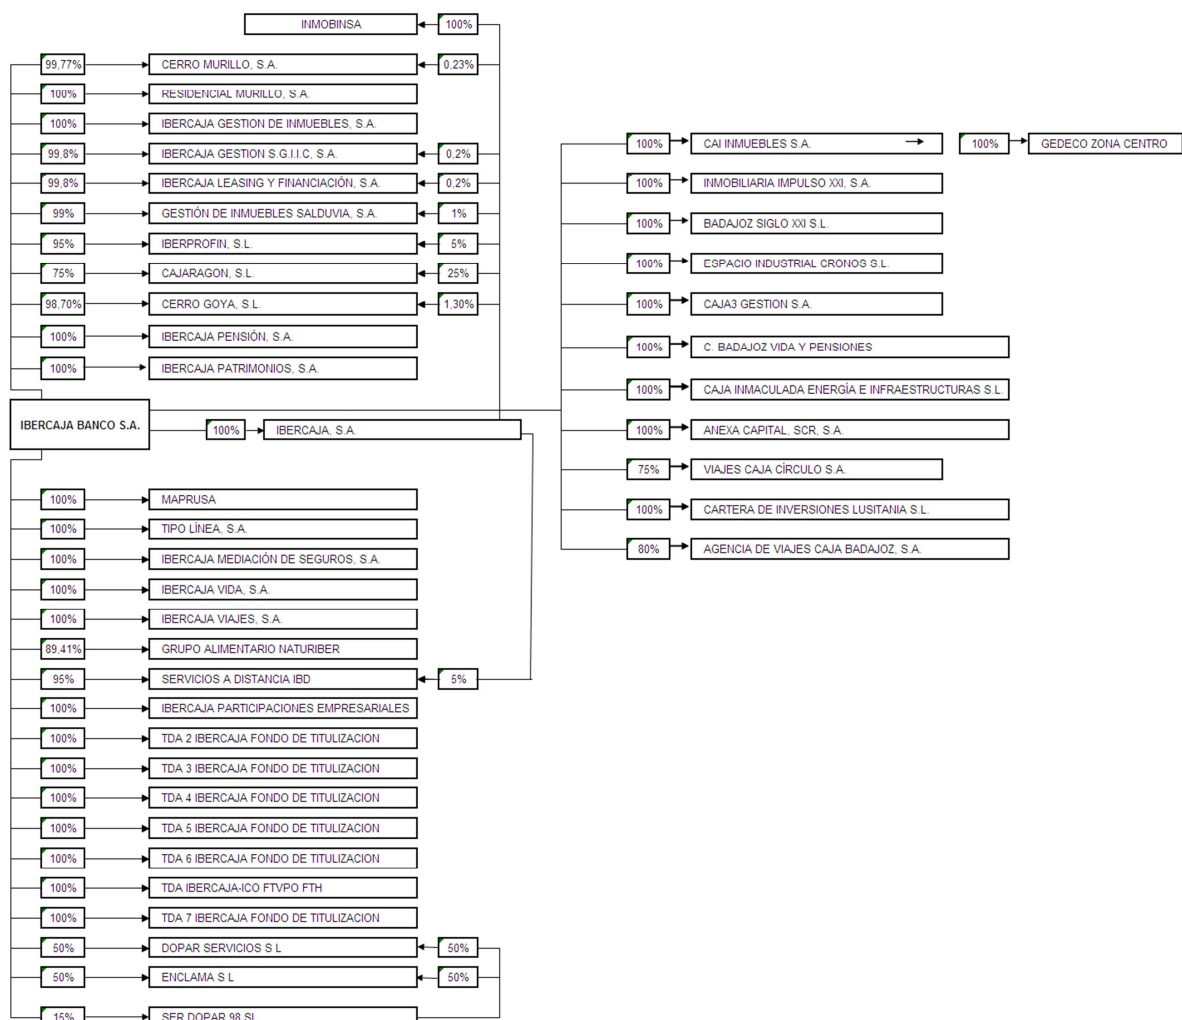 INMOBINSA 100%
99,77% CERRO MURILLO, S.A. 0,23%
100% RESIDENCIAL MURILLO, S.A.
100% IBERCAJA GESTION DE INMUEBLES, S.A.
99,8% IBERCAJA GESTION S.G.I.I.C, S.A. 0,2%
99,8% IBERCAJA LEASING Y FINANCIACIÓN, S.A. 0,2%
99% GESTIÓN DE INMUEBLES SALDUVIA, S.A. 1%
95% IBERPROFIN, S.L. 5%
75% CAJARAGON, S.L. 25%
98,70% CERRO GOYA, S.L. 1,30%
100% IBERCAJA PENSIÓN, S.A.
100% IBERCAJA PATRIMONIOS, S.A.
IBERCAJA BANCO S.A.
100% IBERCAJA, S.A.
100% MAPRUSA
100% TIPO LÍNEA, S.A.
100% IBERCAJA MEDIACIÓN DE SEGUROS, S.A.
100% IBERCAJA VIDA, S.A.
100% IBERCAJA VIAJES, S.A.
89,41% GRUPO ALIMENTARIO NATURIBER
95% SERVICIOS A DISTANCIA IBD 5%
100% IBERCAJA PARTICIPACIONES EMPRESARIALES
100% TDA 2 IBERCAJA FONDO DE TITULIZACION
100% TDA 3 IBERCAJA FONDO DE TITULIZACION
100% TDA 4 IBERCAJA FONDO DE TITULIZACION
100% TDA 5 IBERCAJA FONDO DE TITULIZACION
100% TDA 6 IBERCAJA FONDO DE TITULIZACION
100% TDA IBERCAJA-ICO FTVPO FTH
100% TDA 7 IBERCAJA FONDO DE TITULIZACION
50% DOPAR SERVICIOS S L 50%
50% ENCLAMA S L 50%
15% SER DOPAR 98 SL
100% CAI INMUEBLES S.A. 100% GEDECO ZONA CENTRO
100% INMOBILIARIA IMPULSO XXI, S.A.
100% BADAJOZ SIGLO XXI S.L.
100% ESPACIO INDUSTRIAL CRONOS S.L.
100% CAJA3 GESTION S.A.
100% C. BADAJOZ VIDA Y PENSIONES
100% CAJA INMACULADA ENERGÍA E INFRAESTRUCTURAS S.L.
100% ANEXA CAPITAL, SCR, S.A.
75% VIAJES CAJA CÍRCULO S.A.
100% CARTERA DE INVERSIONES LUSITANIA S.L.
80% AGENCIA DE VIAJES CAJA BADAJOZ, S.A.